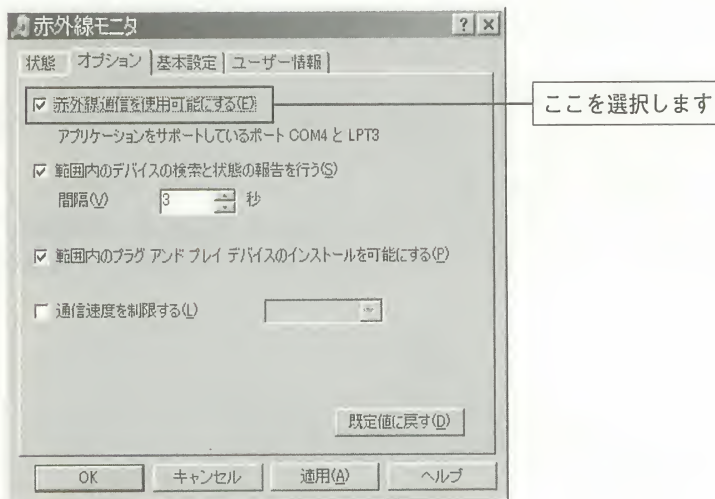 赤外線モニタ
状態 オプション 基本設定 ユーザー情報
赤外線通信を使用可能にする(E)
ここを選択します
アプリケーションをサポートしているポート COM4 と LPT3
範囲内のデバイスの検索と状態の報告を行う(S)
間隔(V) 3 秒
範囲内のプラグ アンド プレイ デバイスのインストールを可能にする(P)
通信速度を制限する(L)
既定値に戻す(D)
OK キャンセル 適用(A) ヘルプ